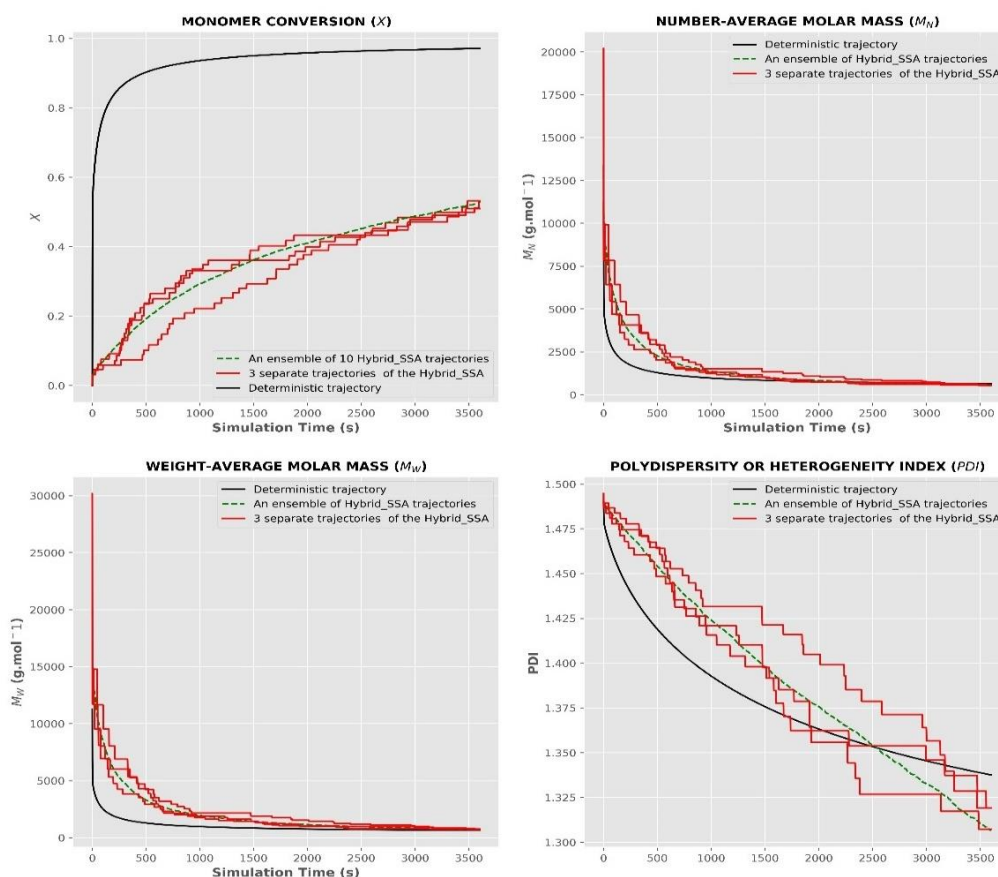 MONOMER CONVERSION (X)
1.0
0.8
0.6
0.4
0.2
0.0
X
An ensemble of 10 Hybrid_SSA trajectories
3 separate trajectories of the Hybrid_SSA
Deterministic trajectory
0 500 1000 1500 2000 2500 3000 3500
Simulation Time (s)
NUMBER-AVERAGE MOLAR MASS (M_N)
Deterministic trajectory
An ensemble of Hybrid_SSA trajectories
3 separate trajectories of the Hybrid_SSA
20000
17500
15000
12500
10000
7500
5000
2500
0
M_N (g.mol⁻¹)
0 500 1000 1500 2000 2500 3000 3500
Simulation Time (s)
WEIGHT-AVERAGE MOLAR MASS (M_W)
Deterministic trajectory
An ensemble of Hybrid_SSA trajectories
3 separate trajectories of the Hybrid_SSA
30000
25000
20000
15000
10000
5000
0
M_W (g.mol⁻¹)
0 500 1000 1500 2000 2500 3000 3500
Simulation Time (s)
POLYDISPERSITY OR HETEROGENEITY INDEX (PDI)
Deterministic trajectory
An ensemble of Hybrid_SSA trajectories
3 separate trajectories of the Hybrid_SSA
1.500
1.475
1.450
1.425
1.400
1.375
1.350
1.325
1.300
PDI
0 500 1000 1500 2000 2500 3000 3500
Simulation Time (s)